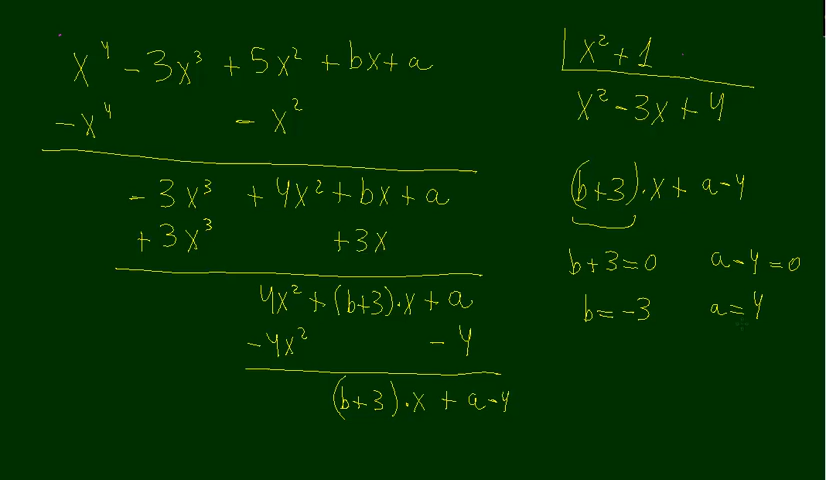 x⁴ - 3x³ + 5x² + bx + a
-x⁴ - x²
- 3x³ + 4x² + bx + a
+ 3x³ + 3x
4x² + (b+3)·x + a
-4x² - 4
(b+3)·x + a-4
x² + 1
x² - 3x + 4
(b+3)·x + a-4
b+3=0 a-4=0
b=-3 a=4